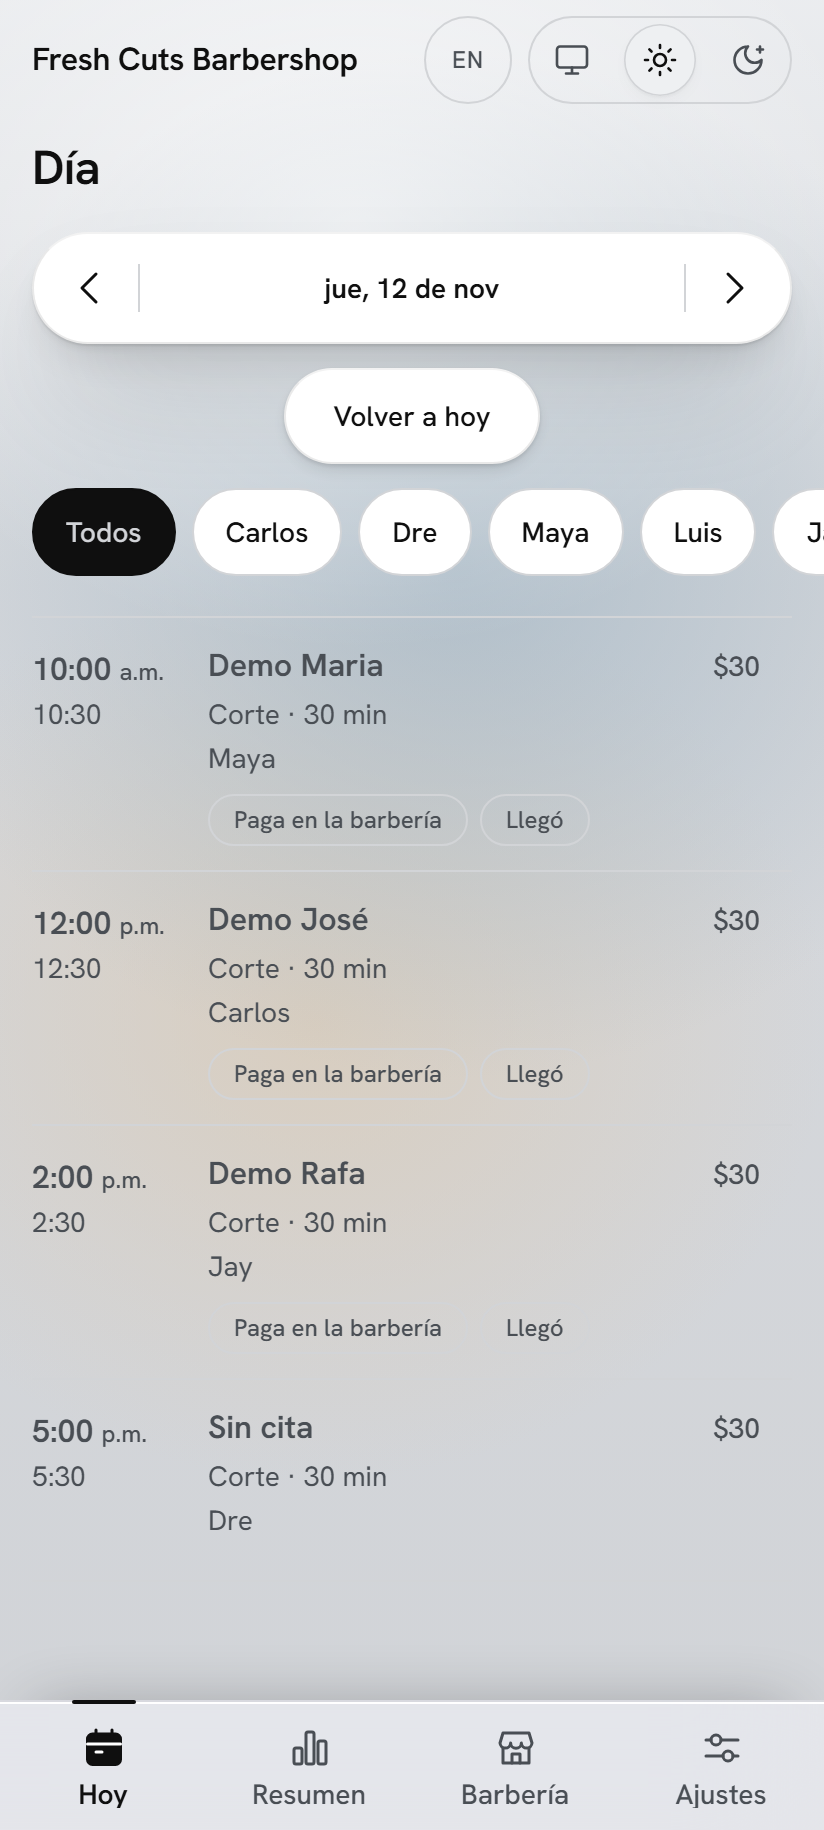 Fresh Cuts Barbershop
EN
Día
jue, 12 de nov
Volver a hoy
Todos
Carlos
Dre
Maya
Luis
10:00 a.m.
Demo Maria
$30
10:30
Corte · 30 min
Maya
Paga en la barbería
Llegó
12:00 p.m.
Demo José
$30
12:30
Corte · 30 min
Carlos
Paga en la barbería
Llegó
2:00 p.m.
Demo Rafa
$30
2:30
Corte · 30 min
Jay
Paga en la barbería
Llegó
5:00 p.m.
Sin cita
$30
5:30
Corte · 30 min
Dre
Hoy
Resumen
Barbería
Ajustes